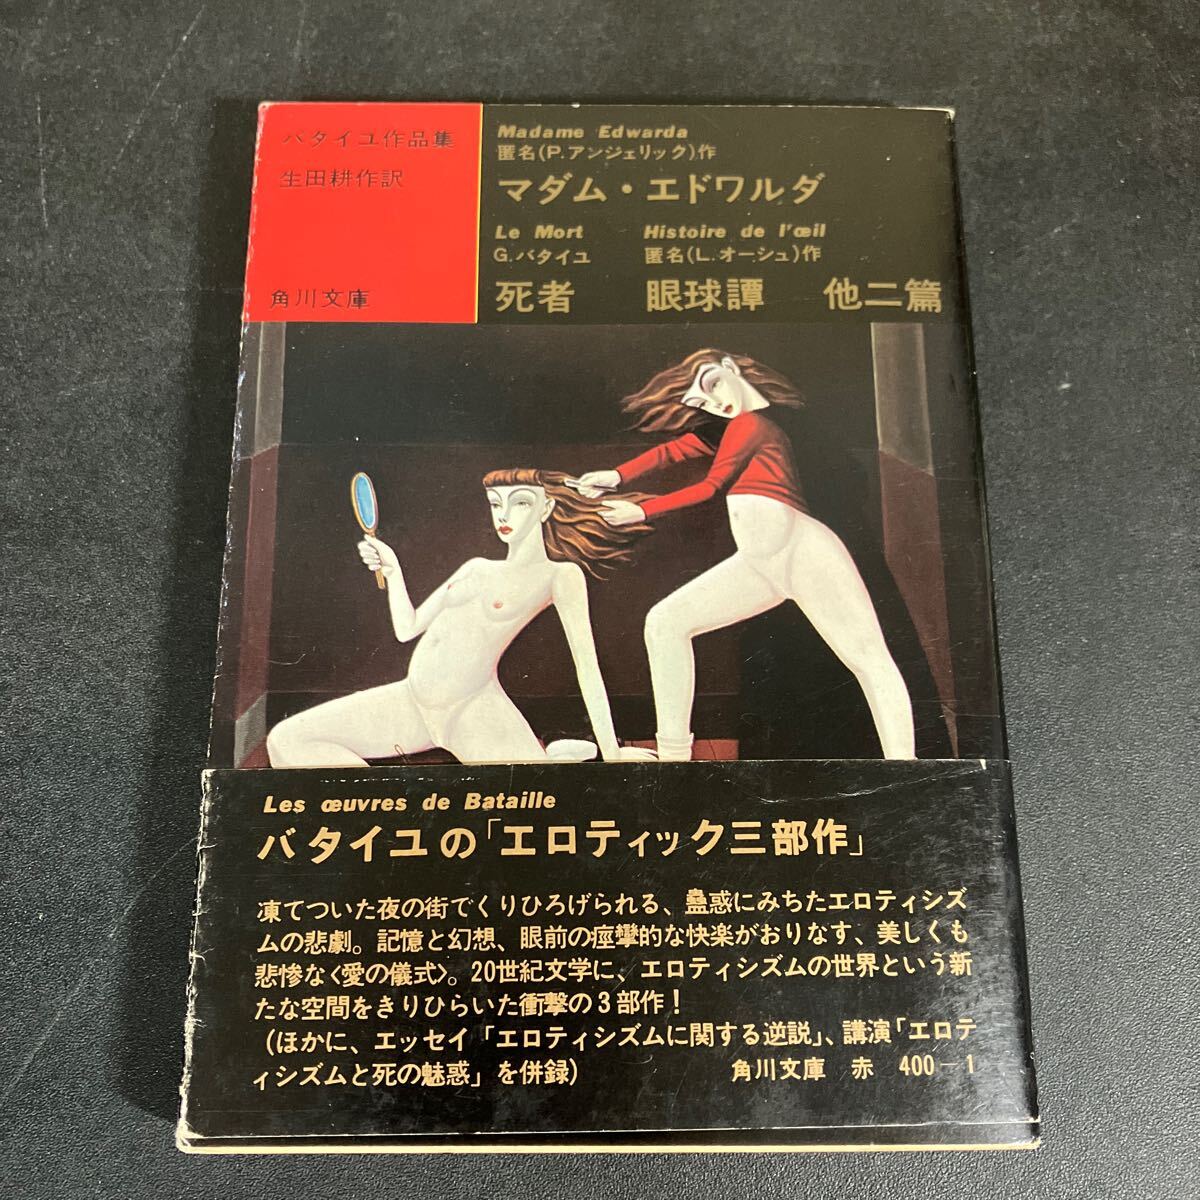 バタイユ作品集
生田耕作訳
角川文庫
Madame Edwarda
匿名(P.アンジェリック)作
マダム・エドワルダ
Le Mort
G.バタイユ
死者
Histoire de l'œil
匿名(L.オーシュ)作
眼球譚
他二篇
Les œuvres de Bataille
バタイユの「エロティック三部作」
凍てついた夜の街でくりひろげられる、蠱惑にみちたエロティシズ
ムの悲劇。記憶と幻想、眼前の痙攣的な快楽がおりなす、美しくも
悲惨な〈愛の儀式〉。20世紀文学に、エロティシズムの世界という新
たな空間をきりひらいた衝撃の3部作!
(ほかに、エッセイ「エロティシズムに関する逆説」、講演「エロテ
ィシズムと死の魅惑」を併録)
角川文庫 赤 400-1